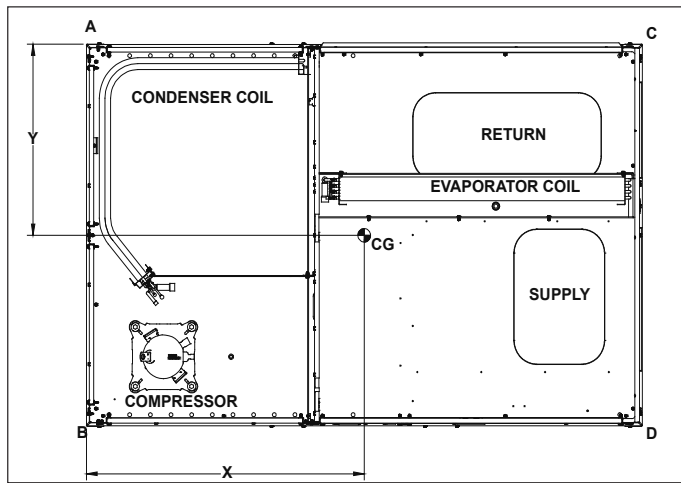 A
C
CONDENSER COIL
Y
RETURN
EVAPORATOR COIL
CG
SUPPLY
COMPRESSOR
B
D
X